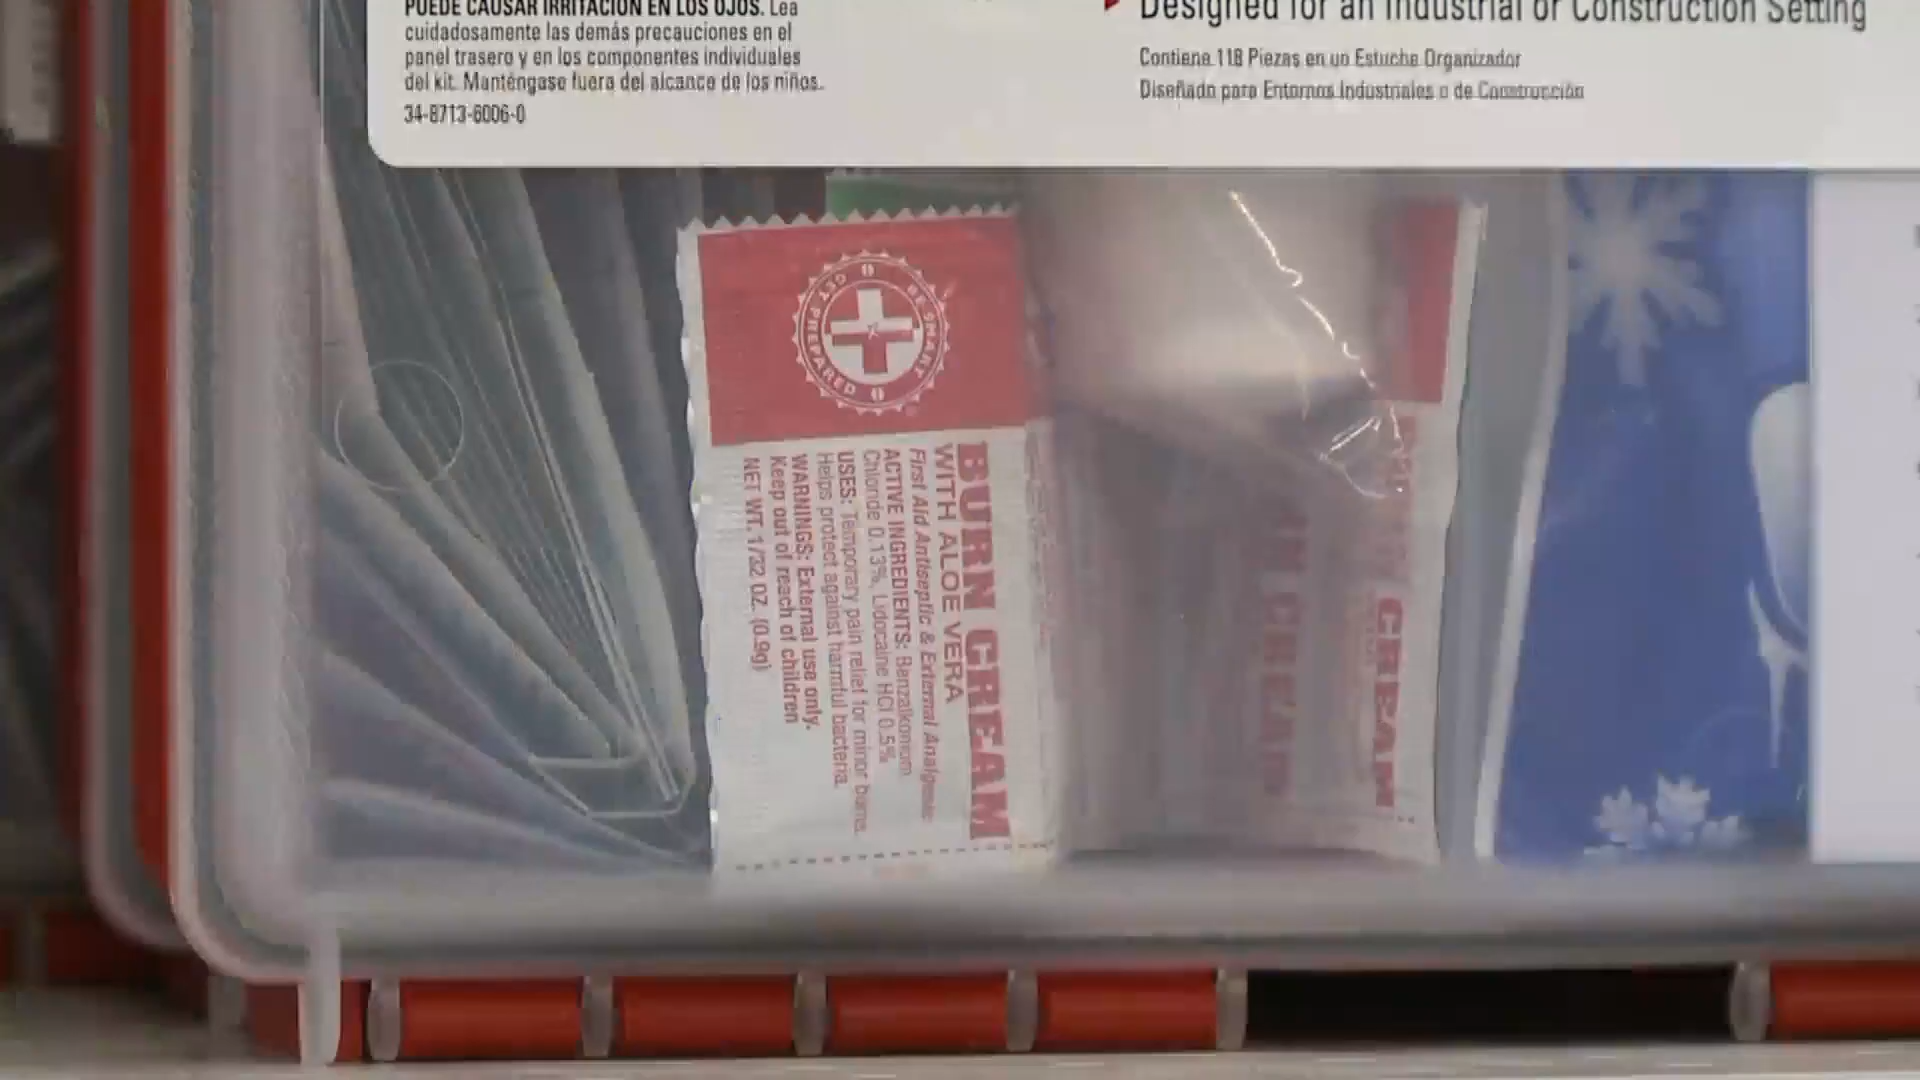 PUEDE CAUSAR IRRITACIÓN EN LOS OJOS. Lea
cuidadosamente las demás precauciones en el
panel trasero y en los componentes individuales
del kit. Manténgase fuera del alcance de los niños.
34-8713-6006-0
Designed for an Industrial or Construction Setting
Contiene 118 Piezas en un Estuche Organizador
Diseñado para Entornos Industriales o de Construcción
GET PREPARED
BE SMART
BURN CREAM
WITH ALOE VERA
First Aid Antiseptic & External Analgesic
ACTIVE INGREDIENTS: Benzalkonium
Chloride 0.13%, Lidocaine HCl 0.5%
USES: Temporary pain relief for minor burns.
Helps protect against harmful bacteria.
WARNINGS: External use only.
Keep out of reach of children
NET WT. 1/32 OZ. (0.9g)
CREAM
CREAM